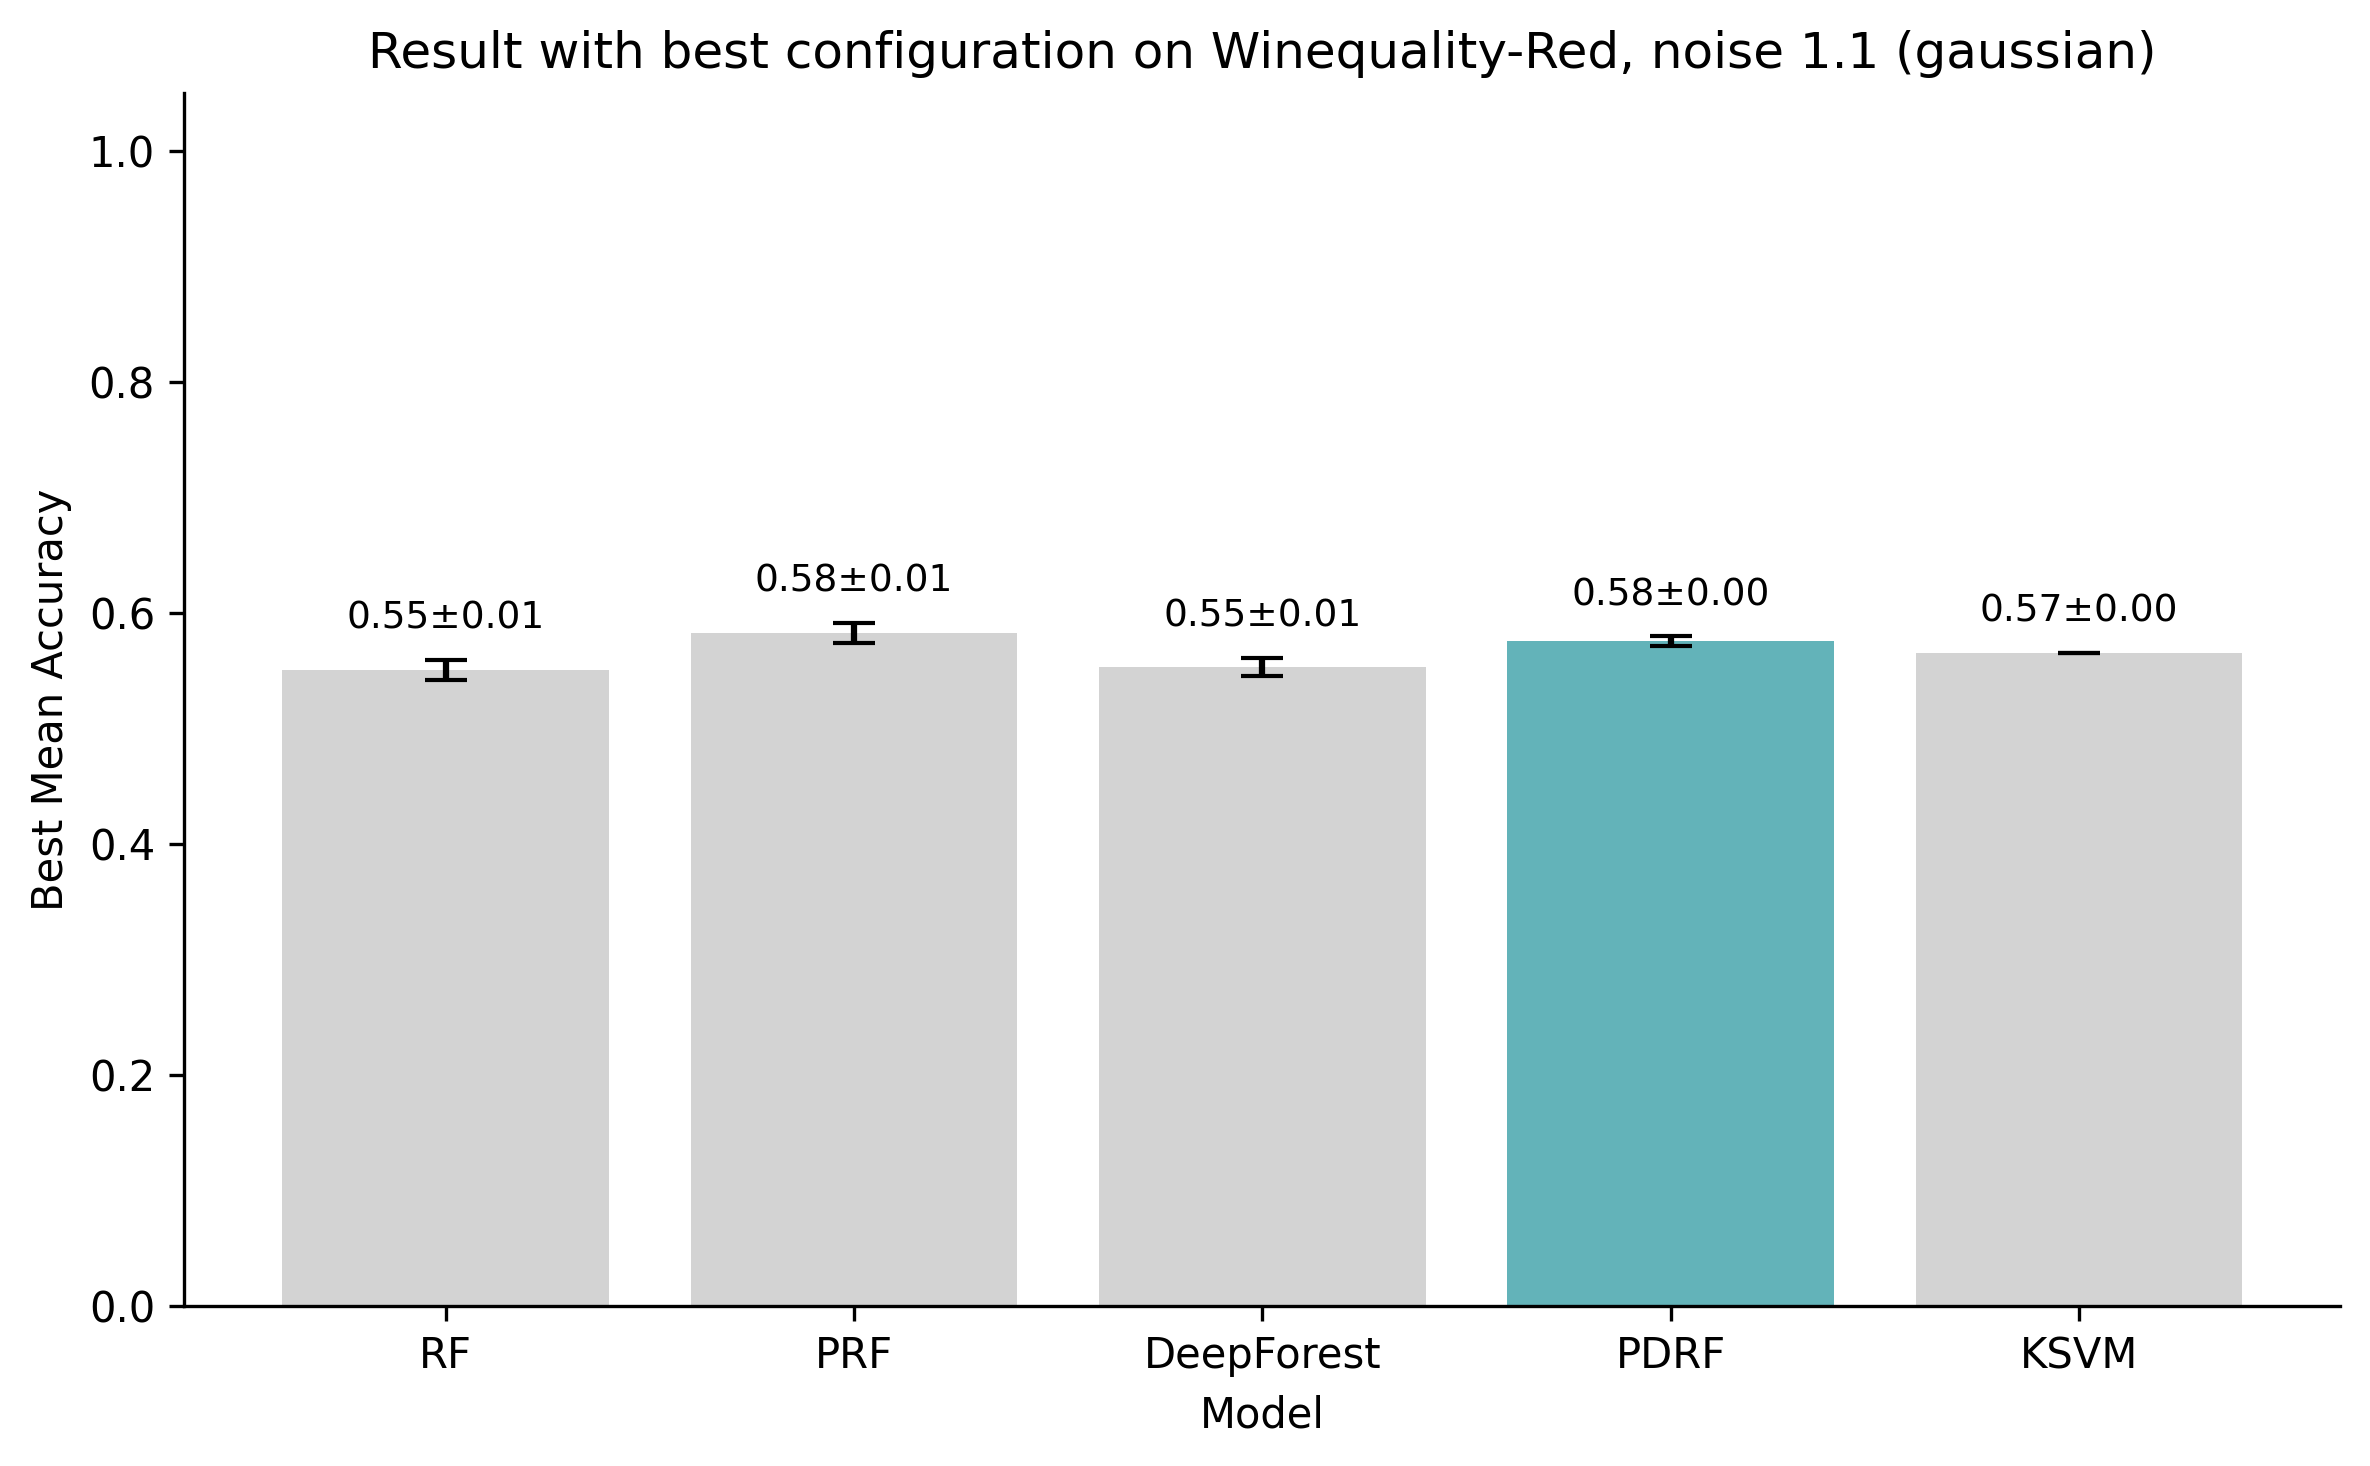 Result with best configuration on Winequality-Red, noise 1.1 (gaussian)
Best Mean Accuracy
1.0
0.8
0.6
0.4
0.2
0.0
0.55±0.01
0.58±0.01
0.55±0.01
0.58±0.00
0.57±0.00
RF
PRF
DeepForest
PDRF
KSVM
Model